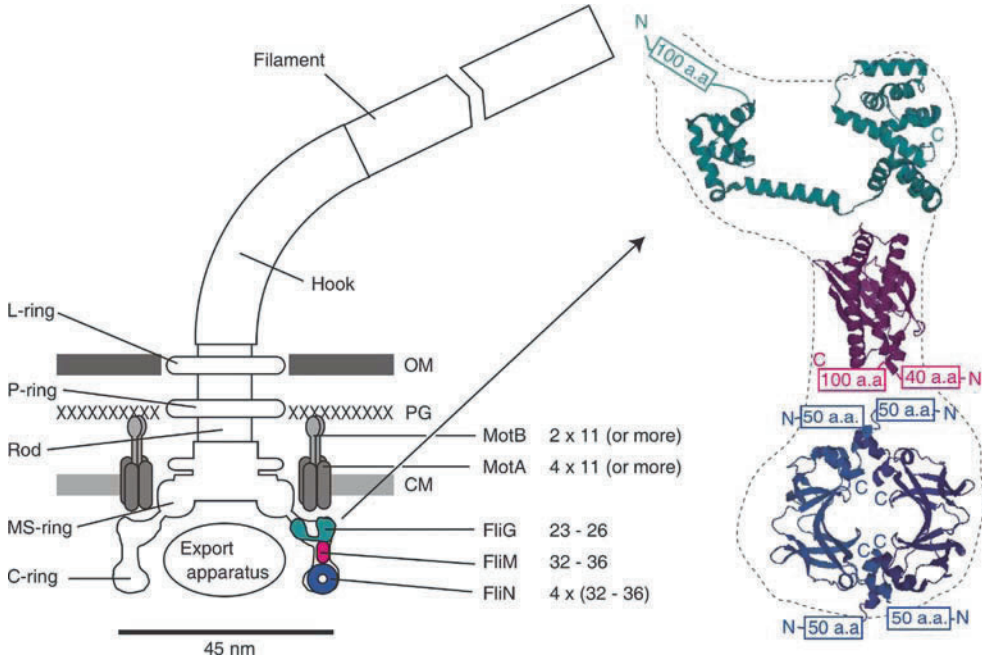 Filament
Hook
L-ring
OM
P-ring
XXXXXXXXXX
XXXXXXXXXX
PG
Rod
MotB 2 x 11 (or more)
MotA 4 x 11 (or more)
CM
MS-ring
FliG 23 - 26
Export
apparatus
FliM 32 - 36
C-ring
FliN 4 x (32 - 36)
45 nm
N
100 a.a
C
C
100 a.a
40 a.a
N
N
50 a.a.
50 a.a.
N
C
C
C
C
N
50 a.a
50 a.a.
N